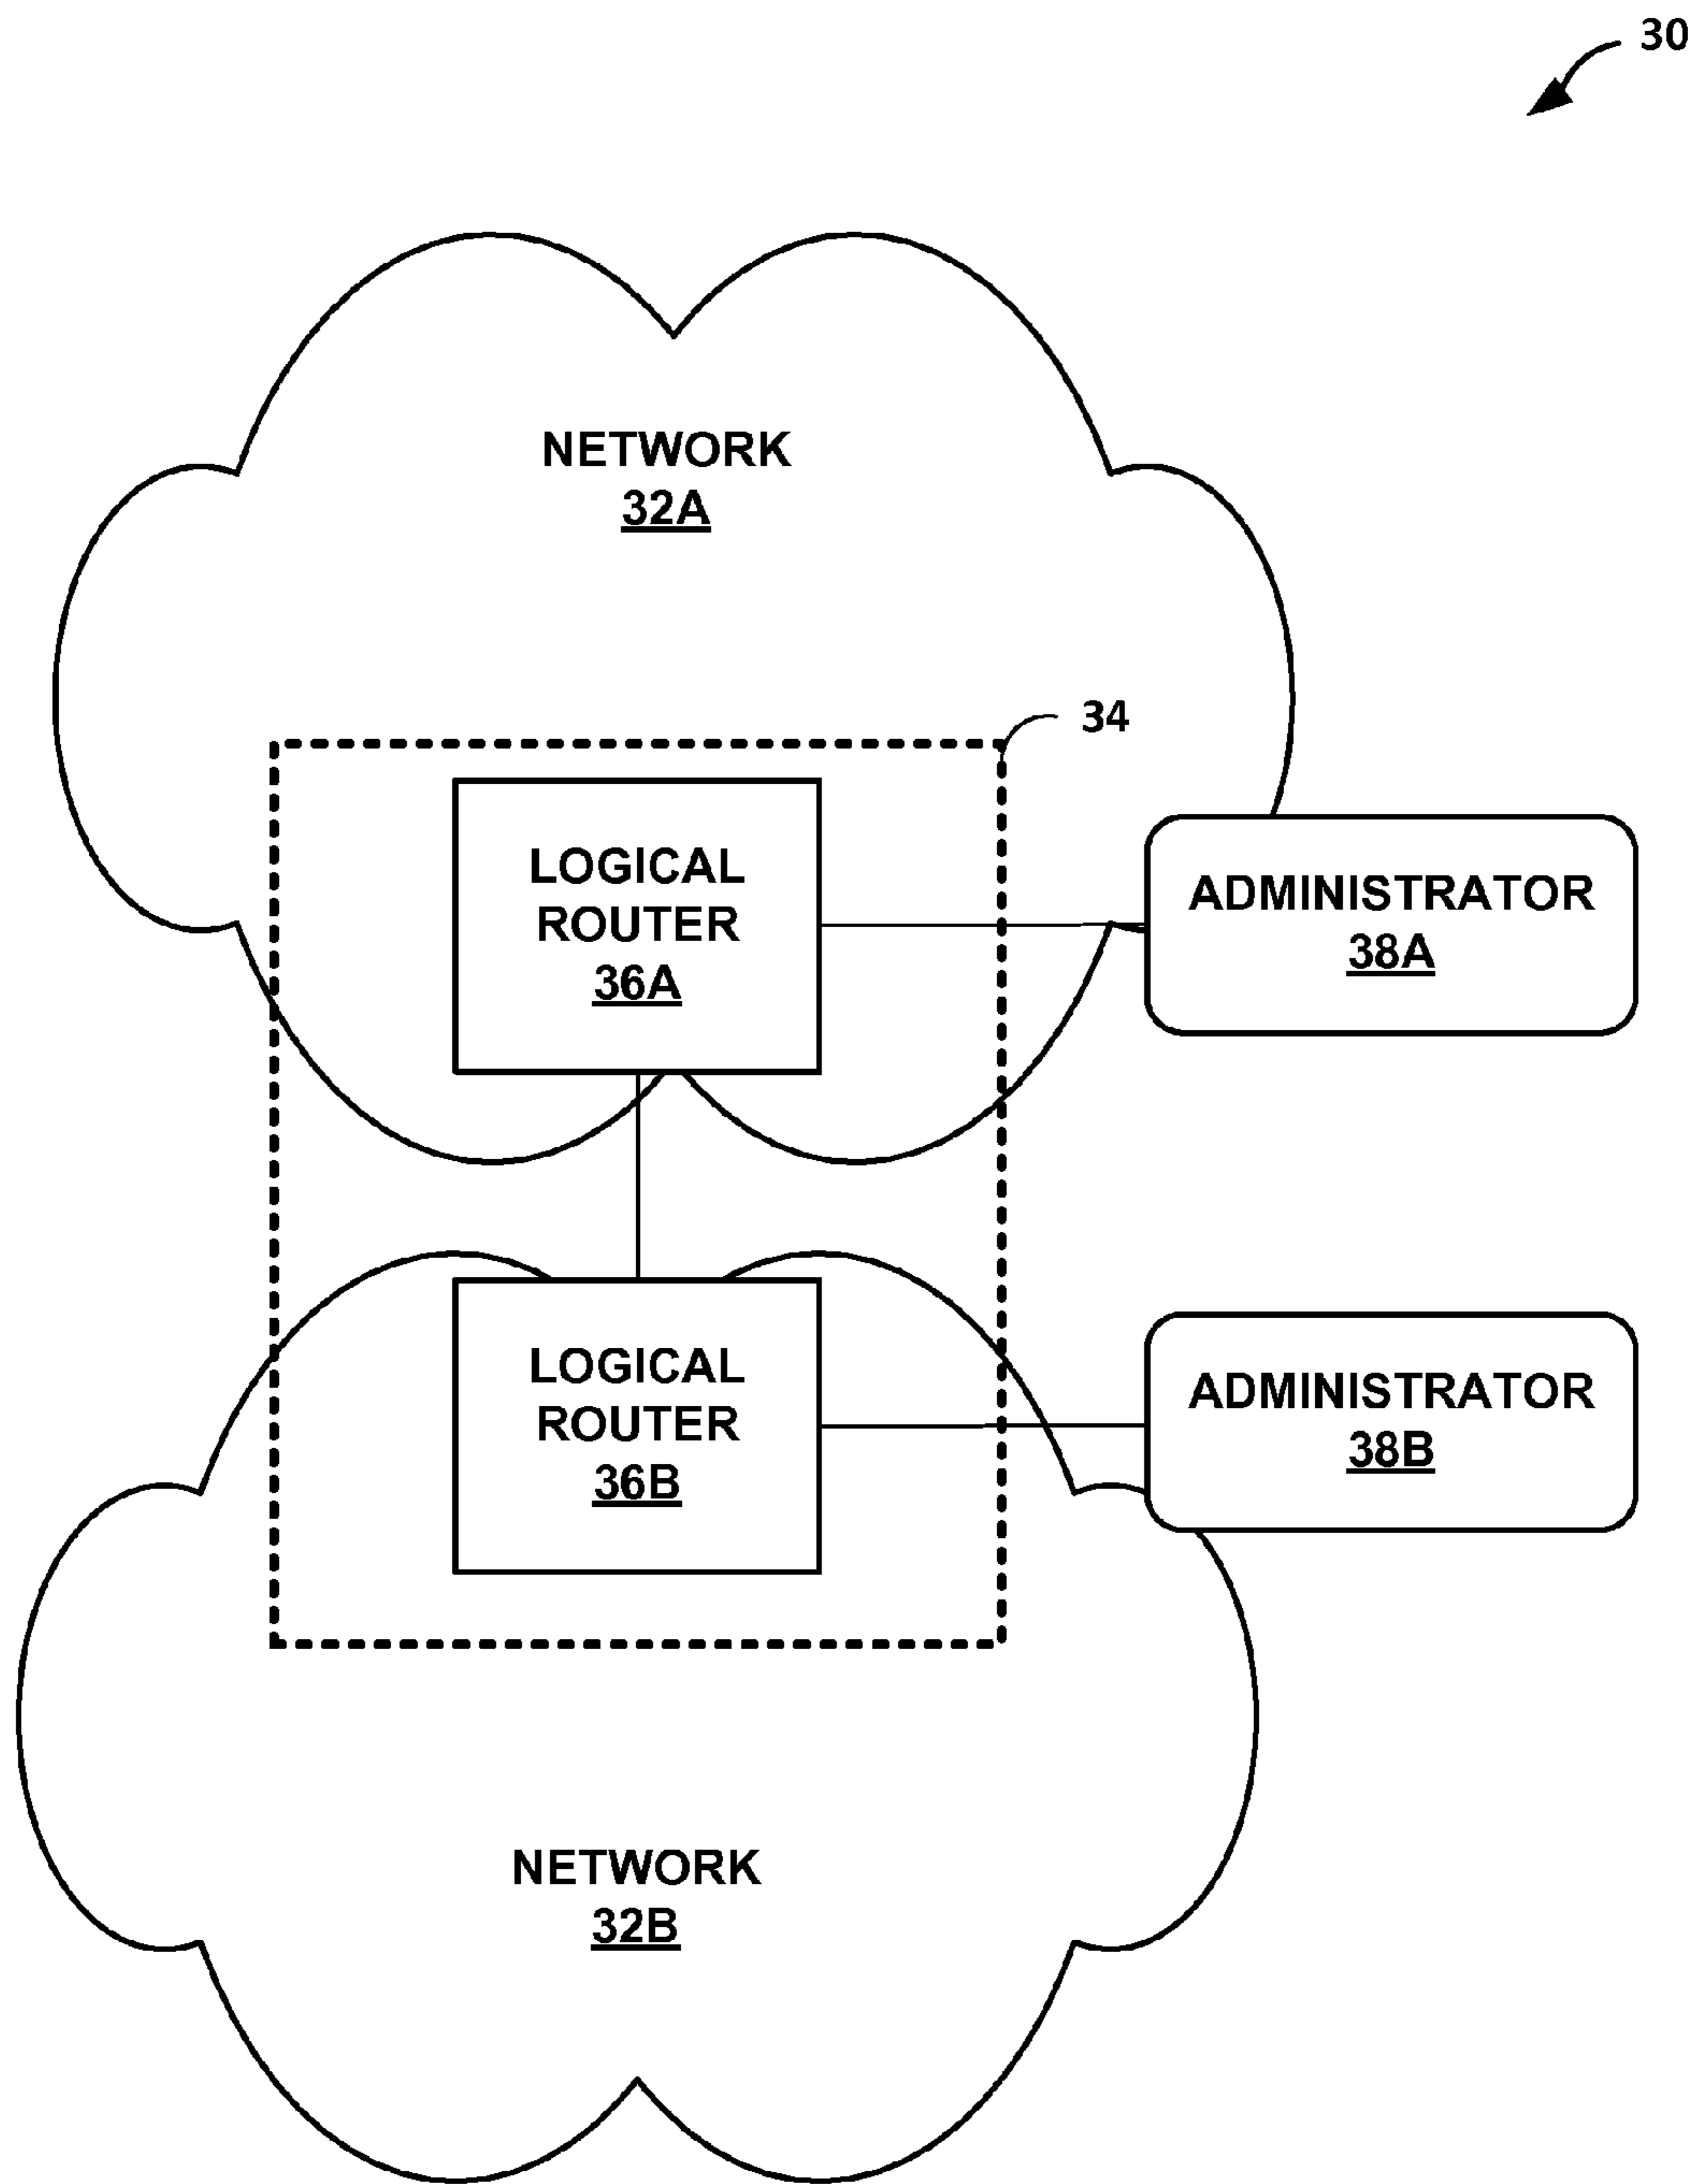 30
NETWORK
32A
34
LOGICAL
ROUTER
36A
ADMINISTRATOR
38A
LOGICAL
ROUTER
36B
ADMINISTRATOR
38B
NETWORK
32B